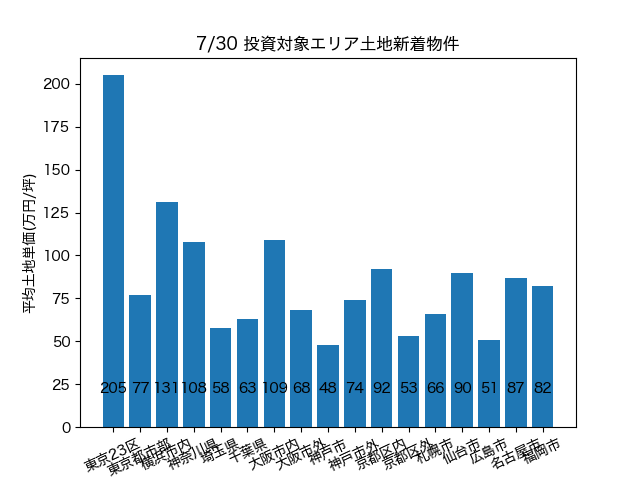 7/30 投資対象エリア土地新着物件
平均土地単価(万円/坪)
200
175
150
125
100
75
50
25
0
205 77 131 108 58 63 109 68 48 74 92 53 66 90 51 87 82
東京23区 東京都市部 横浜市内 神奈川県 埼玉県 千葉県 大阪市内 大阪市外 神戸市 神戸市外 京都区内 京都区外 札幌市 仙台市 広島市 名古屋市 福岡市